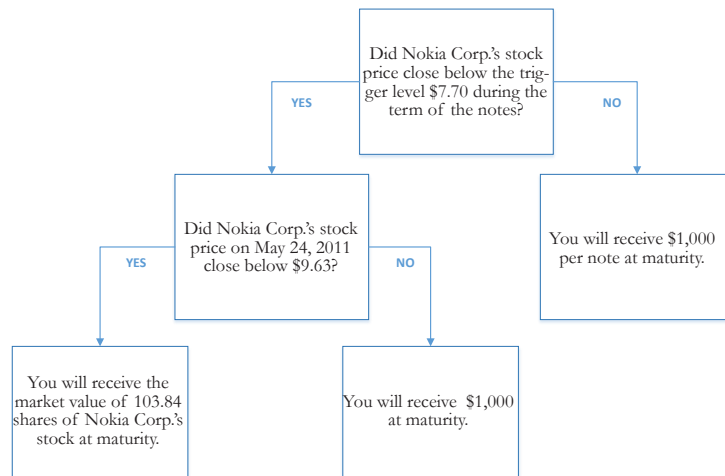 Did Nokia Corp.'s stock
price close below the trig-
ger level $7.70 during the
term of the notes?
YES
NO
Did Nokia Corp.'s stock
price on May 24, 2011
close below $9.63?
You will receive $1,000
per note at maturity.
YES
NO
You will receive the
market value of 103.84
shares of Nokia Corp.'s
stock at maturity.
You will receive $1,000
at maturity.